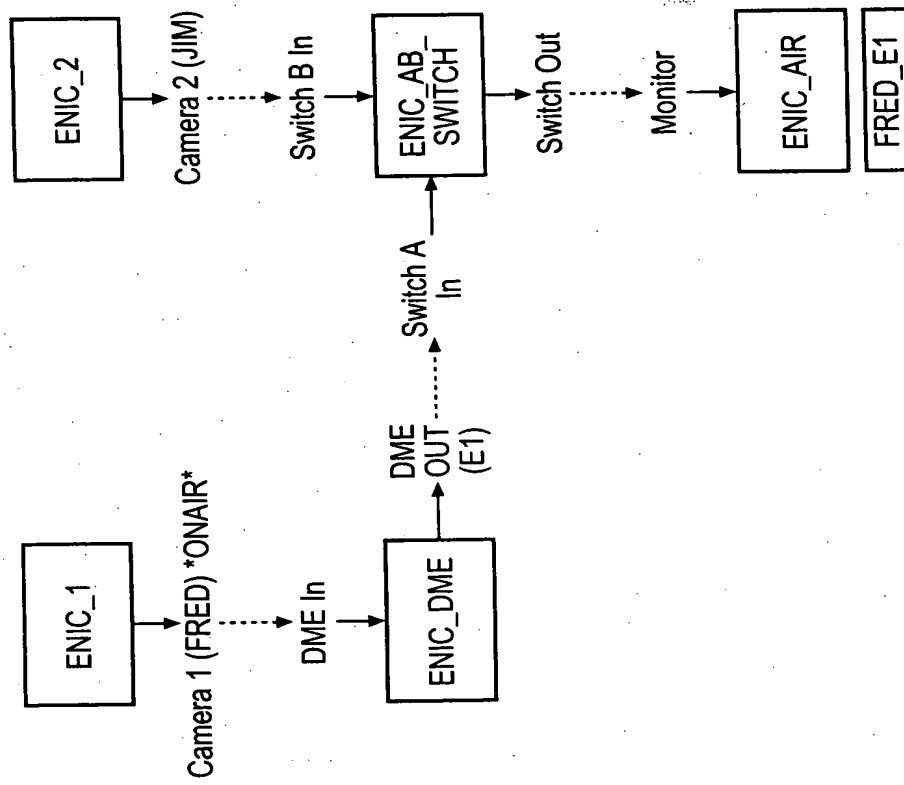 ENIC_1
Camera 1 (FRED) *ONAIR*
DME In
ENIC_DME
DME
OUT
(E1)
Switch A
In
ENIC_2
Camera 2 (JIM)
Switch B In
ENIC_AB_
SWITCH
Switch Out
Monitor
ENIC_AIR
FRED_E1